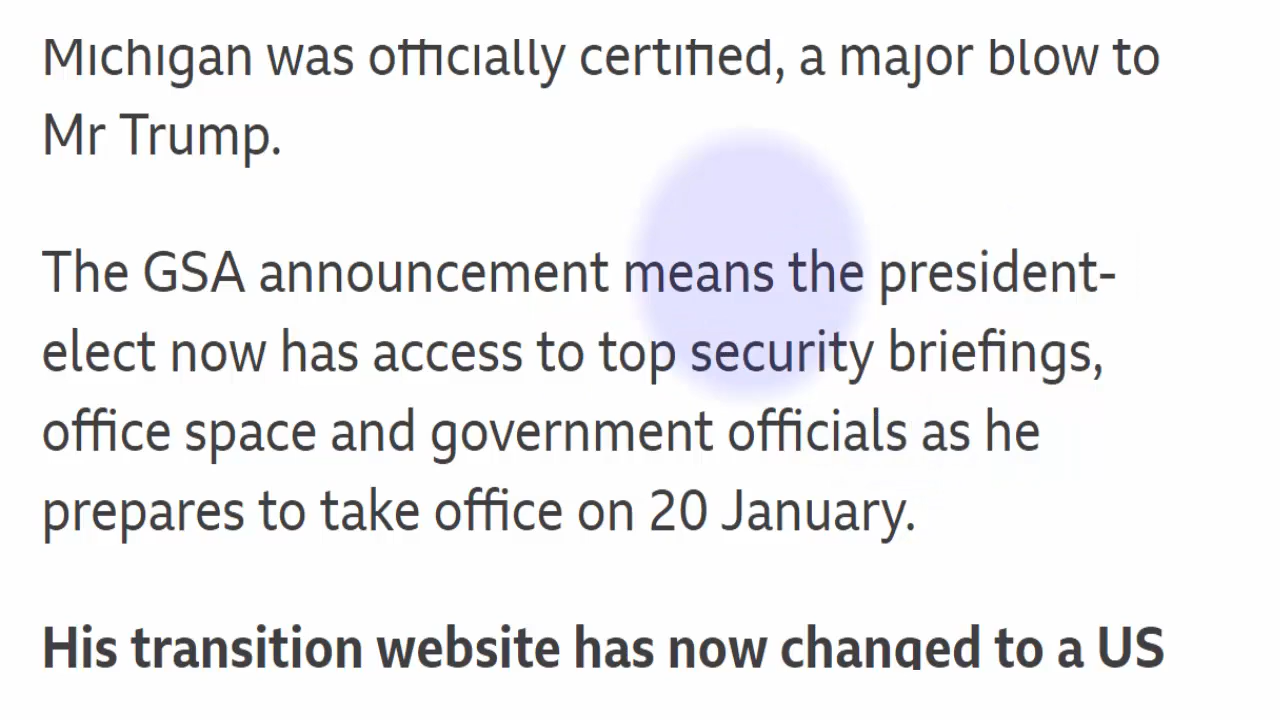 Michigan was officially certified, a major blow to
Mr Trump.
The GSA announcement means the president-
elect now has access to top security briefings,
office space and government officials as he
prepares to take office on 20 January.
His transition website has now changed to a US